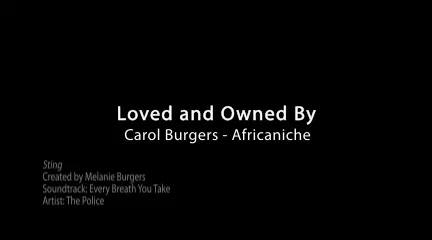 Loved and Owned By
Carol Burgers - Africaniche
Sting
Created by Melanie Burgers
Soundtrack: Every Breath You Take
Artist: The Police